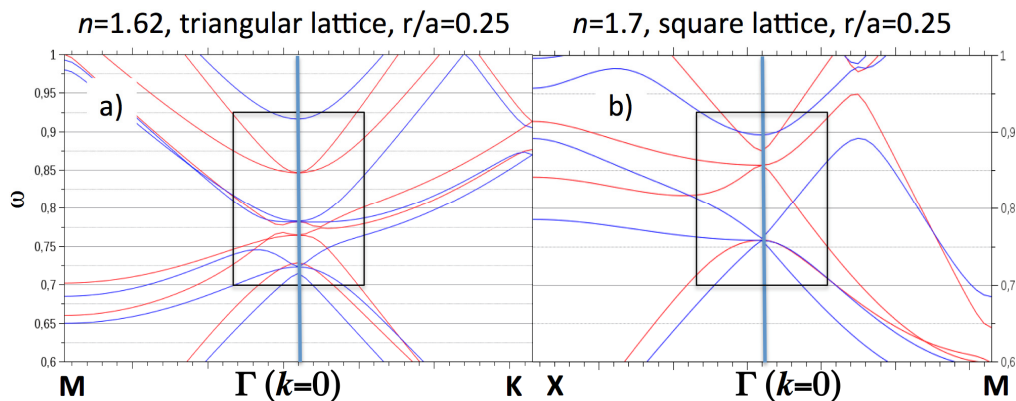 n=1.62, triangular lattice, r/a=0.25
n=1.7, square lattice, r/a=0.25
1
0,95
0,9
0,85
0,8
0,75
0,7
0,65
0,6
ω
a)
b)
1
0,9
0,8
0,7
0,6
M
Γ (k=0)
K
X
Γ (k=0)
M